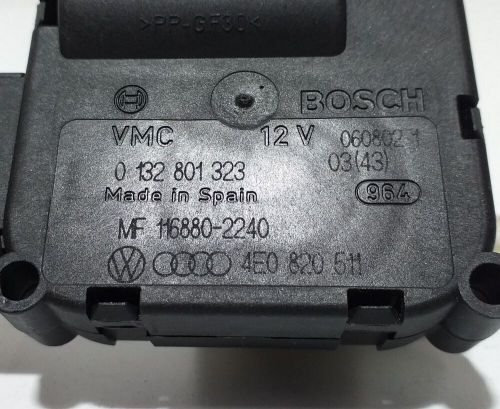 >PP-GF30<
BOSCH
VMC 12 V 060802 1
0 132 801 323 03(43)
Made in Spain 964
MF 116880-2240
4E0 820 511